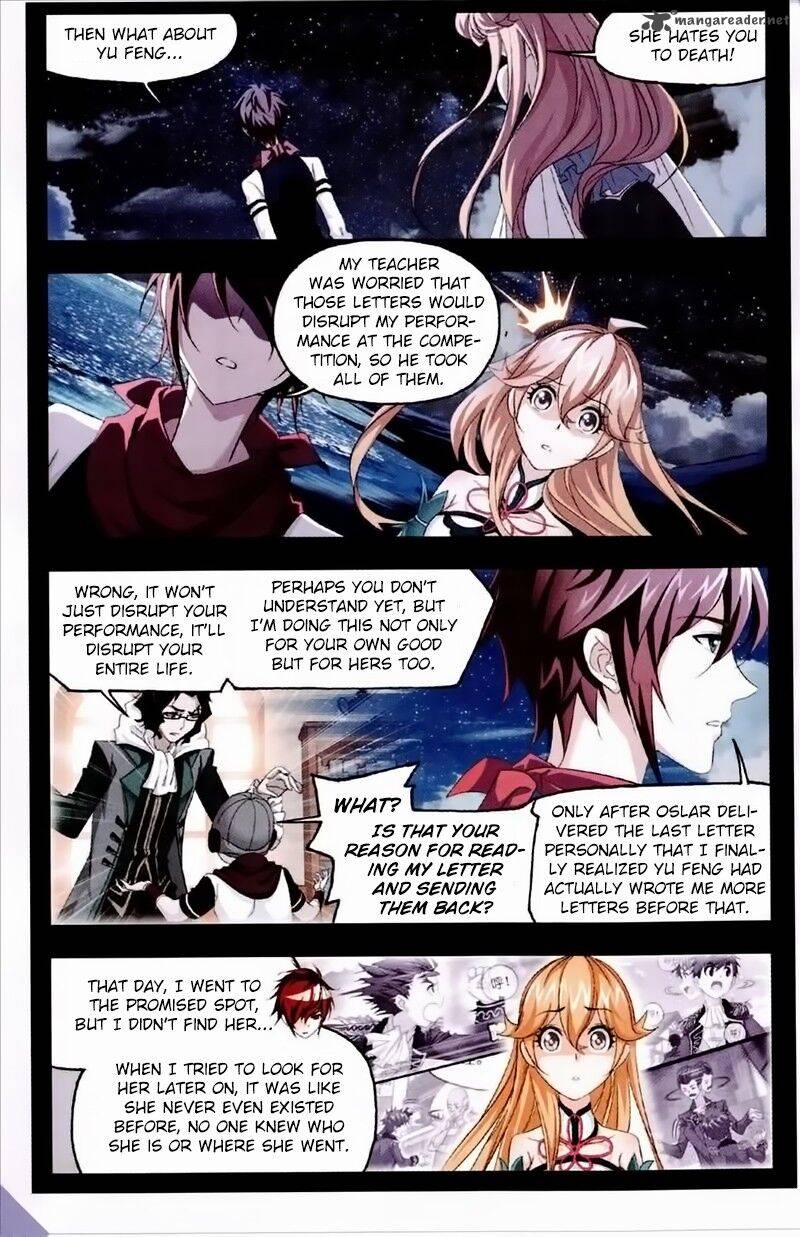 mangareader.net
THEN WHAT ABOUT
YU FENG...
SHE HATES YOU
TO DEATH!
MY TEACHER
WAS WORRIED THAT
THOSE LETTERS WOULD
DISRUPT MY PERFOR-
MANCE AT THE COMPE-
TITION, SO HE TOOK
ALL OF THEM.
WRONG, IT WON'T
JUST DISRUPT YOUR
PERFORMANCE, IT'LL
DISRUPT YOUR
ENTIRE LIFE.
PERHAPS YOU DON'T
UNDERSTAND YET, BUT
I'M DOING THIS NOT ONLY
FOR YOUR OWN GOOD
BUT FOR HERS TOO.
WHAT?
IS THAT YOUR
REASON FOR READ-
ING MY LETTER
AND SENDING
THEM BACK?
ONLY AFTER OSLAR DELI-
VERED THE LAST LETTER
PERSONALLY THAT I FINAL-
LY REALIZED YU FENG HAD
ACTUALLY WROTE ME MORE
LETTERS BEFORE THAT.
THAT DAY, I WENT TO
THE PROMISED SPOT,
BUT I DIDN'T FIND HER...
WHEN I TRIED TO LOOK FOR
HER LATER ON, IT WAS LIKE
SHE NEVER EVEN EXISTED
BEFORE, NO ONE KNEW WHO
SHE IS OR WHERE SHE WENT.
呼!